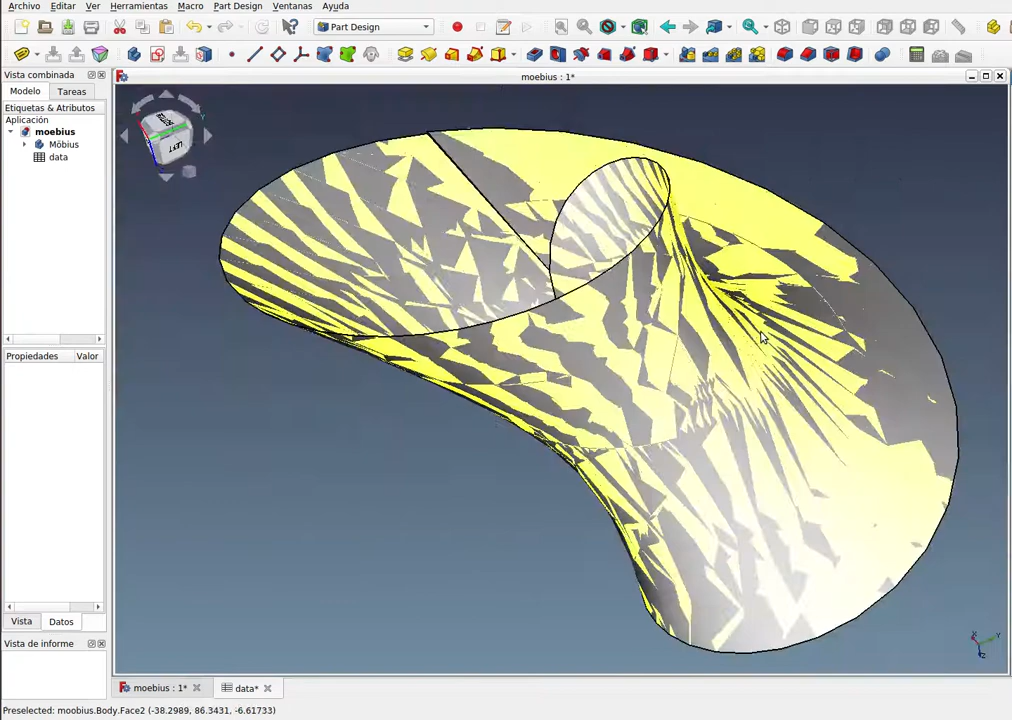 Archivo Editar Ver Herramientas Macro Part Design Ventanas Ayuda
Part Design
Vista combinada
Modelo Tareas
Etiquetas & Atributos
Aplicación
moebius
Möbius
data
Propiedades Valor
Vista Datos
Vista de informe
moebius : 1*
LEFT
Y
X
Y
Z
moebius : 1*
data*
Preselected: moobius.Body.Face2 (-38.2989, 86.3431, -6.61733)